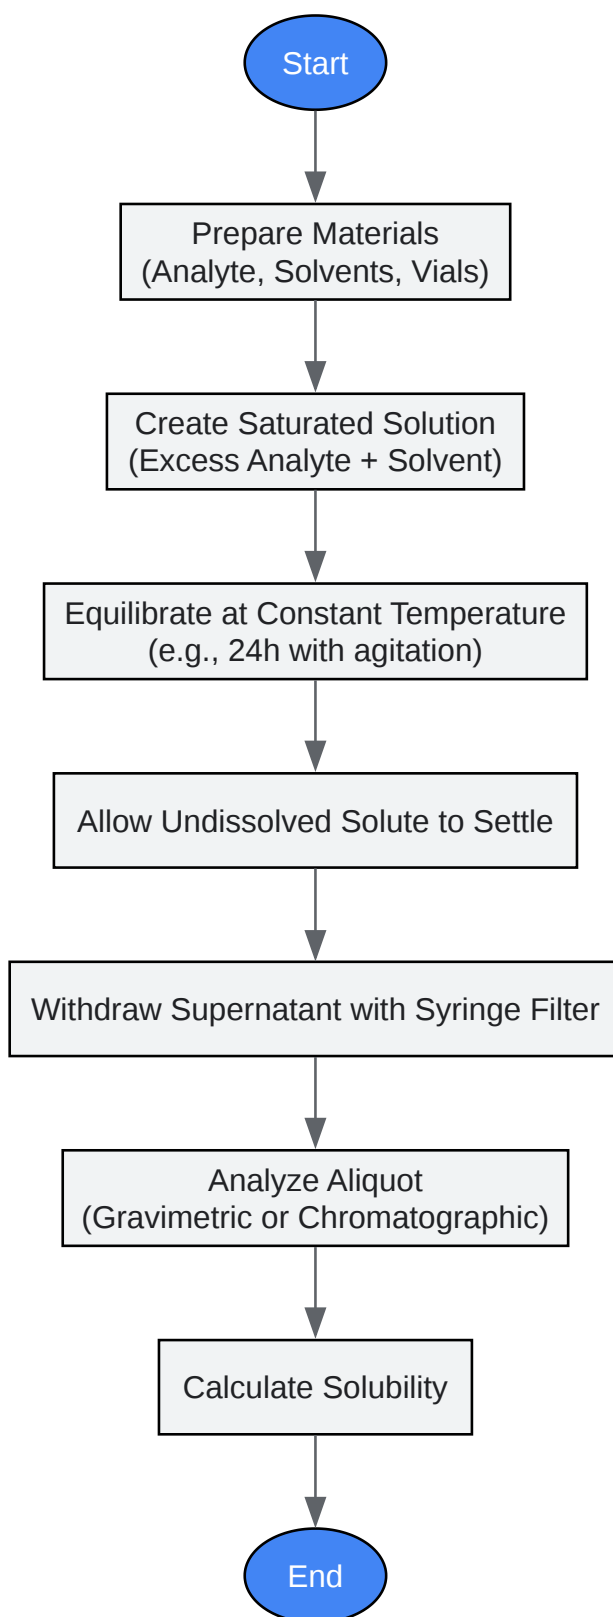 Start
Prepare Materials
(Analyte, Solvents, Vials)
Create Saturated Solution
(Excess Analyte + Solvent)
Equilibrate at Constant Temperature
(e.g., 24h with agitation)
Allow Undissolved Solute to Settle
Withdraw Supernatant with Syringe Filter
Analyze Aliquot
(Gravimetric or Chromatographic)
Calculate Solubility
End